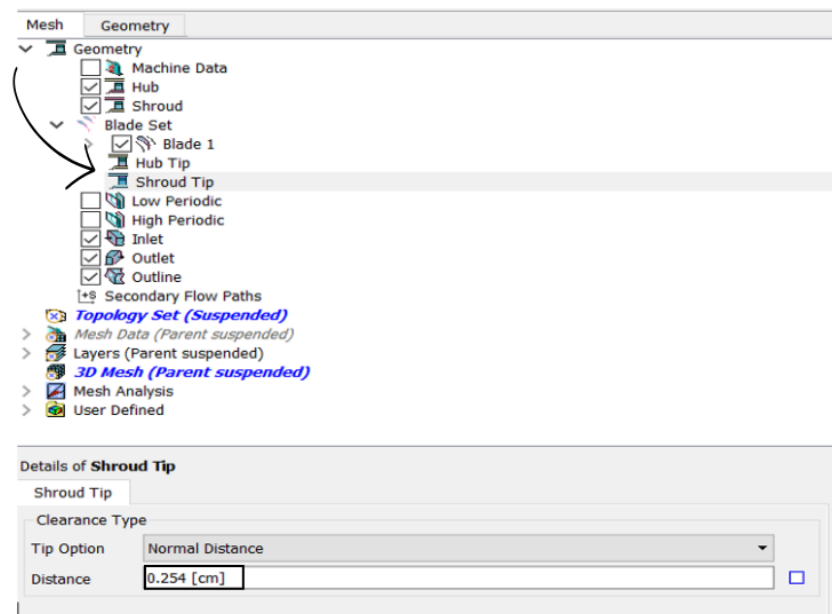 Mesh Geometry
Geometry
Machine Data
Hub
Shroud
Blade Set
Blade 1
Hub Tip
Shroud Tip
Low Periodic
High Periodic
Inlet
Outlet
Outline
Secondary Flow Paths
Topology Set (Suspended)
Mesh Data (Parent suspended)
Layers (Parent suspended)
3D Mesh (Parent suspended)
Mesh Analysis
User Defined
Details of Shroud Tip
Shroud Tip
Clearance Type
Tip Option Normal Distance
Distance 0.254 [cm]